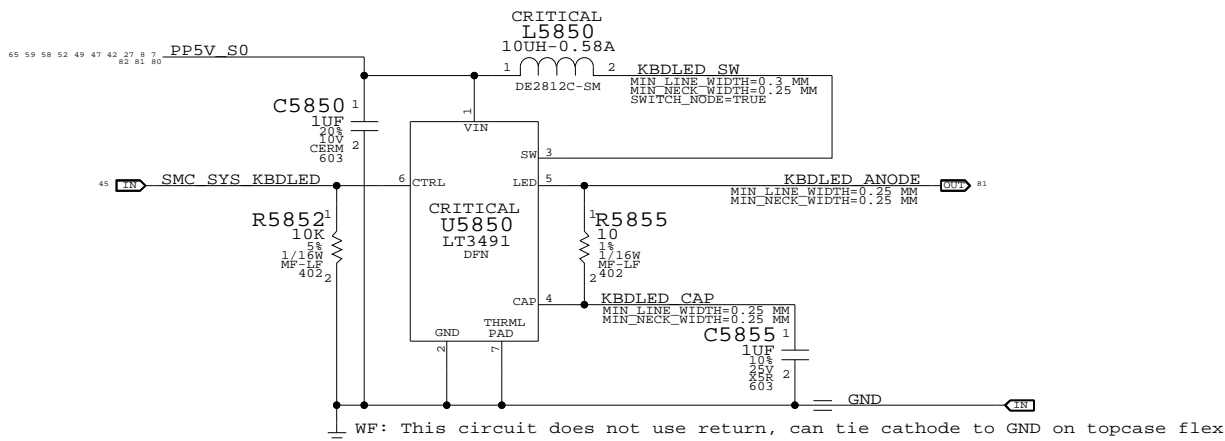 CRITICAL
L5850
10UH-0.58A
65 59 58 52 49 47 42 27 8 7
82 81 80
PP5V_S0
1
2
KBDLED_SW
DE2812C-SM
MIN_LINE_WIDTH=0.3 MM
MIN_NECK_WIDTH=0.25 MM
SWITCH_NODE=TRUE
C5850
1
1UF
20%
10V
CERM
603
2
1
VIN
SW
3
45
IN
SMC_SYS_KBDLED
6
CTRL
LED
5
KBDLED_ANODE
OUT
81
MIN_LINE_WIDTH=0.25 MM
MIN_NECK_WIDTH=0.25 MM
CRITICAL
U5850
LT3491
DFN
R5852
1
10K
5%
1/16W
MF-LF
402
2
R5855
1
10
1%
1/16W
MF-LF
402
2
CAP
4
KBDLED_CAP
MIN_LINE_WIDTH=0.25 MM
MIN_NECK_WIDTH=0.25 MM
GND
THRML
PAD
2
7
C5855
1
1UF
10%
25V
X5R
603
2
GND
IN
WF: This circuit does not use return, can tie cathode to GND on topcase flex